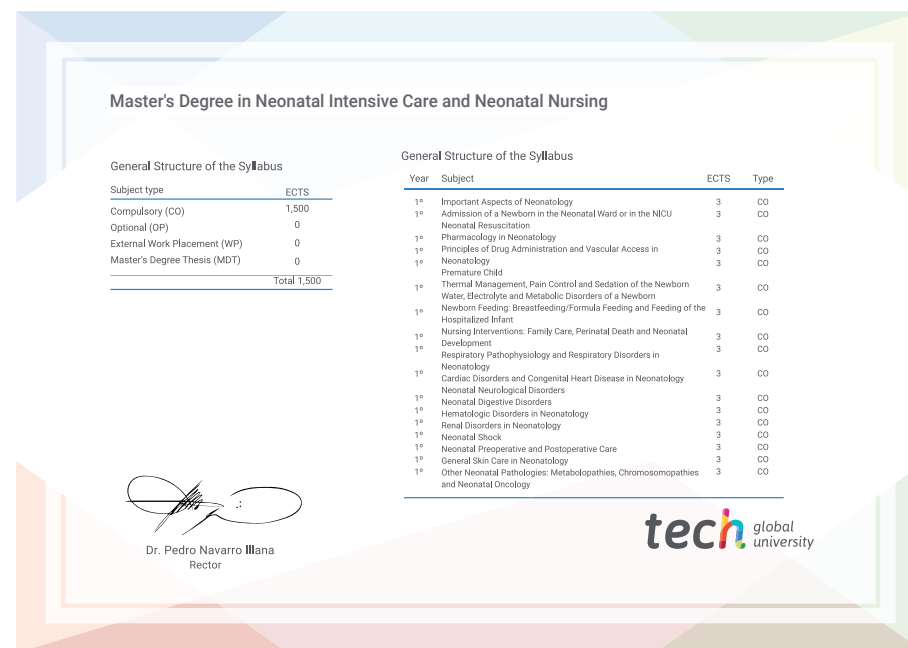 Master's Degree in Neonatal Intensive Care and Neonatal Nursing
General Structure of the Syllabus
Subject type ECTS
Compulsory (CO) 1,500
Optional (OP) 0
External Work Placement (WP) 0
Master's Degree Thesis (MDT) 0
Total 1,500
General Structure of the Syllabus
Year Subject ECTS Type
1º Important Aspects of Neonatology 3 CO
1º Admission of a Newborn in the Neonatal Ward or in the NICU 3 CO
Neonatal Resuscitation
1º Pharmacology in Neonatology 3 CO
1º Principles of Drug Administration and Vascular Access in 3 CO
1º Neonatology 3 CO
Premature Child
1º Thermal Management, Pain Control and Sedation of the Newborn 3 CO
Water, Electrolyte and Metabolic Disorders of a Newborn
1º Newborn Feeding: Breastfeeding/Formula Feeding and Feeding of the 3 CO
Hospitalized Infant
1º Nursing Interventions: Family Care, Perinatal Death and Neonatal 3 CO
1º Development 3 CO
Respiratory Pathophysiology and Respiratory Disorders in
Neonatology
1º Cardiac Disorders and Congenital Heart Disease in Neonatology 3 CO
Neonatal Neurological Disorders
1º Neonatal Digestive Disorders 3 CO
1º Hematologic Disorders in Neonatology 3 CO
1º Renal Disorders in Neonatology 3 CO
1º Neonatal Shock 3 CO
1º Neonatal Preoperative and Postoperative Care 3 CO
1º General Skin Care in Neonatology 3 CO
1º Other Neonatal Pathologies: Metabolopathies, Chromosomopathies 3 CO
and Neonatal Oncology
Dr. Pedro Navarro Illana
Rector
tech global
university